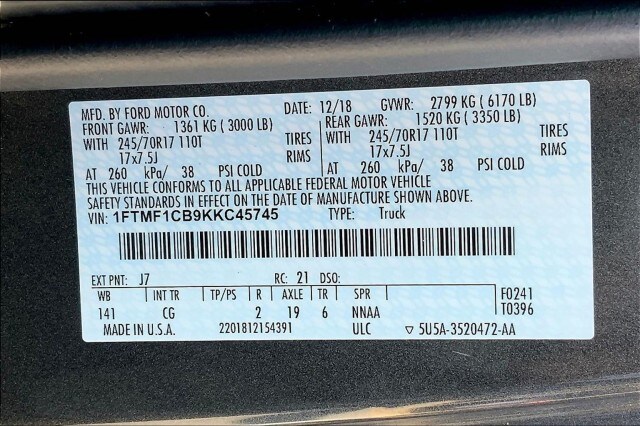 MFD. BY FORD MOTOR CO. DATE: 12/18 GVWR: 2799 KG ( 6170 LB)
FRONT GAWR: 1361 KG ( 3000 LB) REAR GAWR: 1520 KG ( 3350 LB)
WITH 245/70R17 110T TIRES WITH 245/70R17 110T TIRES
17x7.5J RIMS 17x7.5J RIMS
AT 260 kPa/ 38 PSI COLD AT 260 kPa/ 38 PSI COLD
THIS VEHICLE CONFORMS TO ALL APPLICABLE FEDERAL MOTOR VEHICLE
SAFETY STANDARDS IN EFFECT ON THE DATE OF MANUFACTURE SHOWN ABOVE.
VIN: 1FTMF1CB9KKC45745 TYPE: Truck
EXT PNT: J7 RC: 21 DSO:
WB INT TR TP/PS R AXLE TR SPR F0241
141 CG 2 19 6 NNAA T0396
MADE IN U.S.A. 2201812154391 ULC ▽ 5U5A-3520472-AA